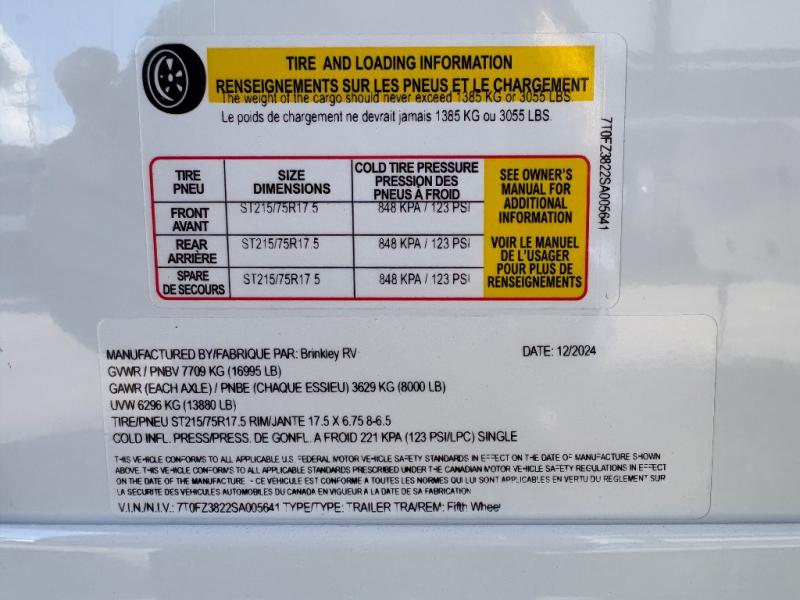 TIRE AND LOADING INFORMATION
RENSEIGNEMENTS SUR LES PNEUS ET LE CHARGEMENT
The weight of the cargo should never exceed 1385 KG or 3055 LBS.
Le poids de chargement ne devrait jamais 1385 KG ou 3055 LBS.
7T0FZ3822SA005641
TIRE PNEU SIZE DIMENSIONS COLD TIRE PRESSURE PRESSION DES PNEUS À FROID
FRONT AVANT ST215/75R17.5 848 KPA / 123 PSI
REAR ARRIÈRE ST215/75R17.5 848 KPA / 123 PSI
SPARE DE SECOURS ST215/75R17.5 848 KPA / 123 PSI
SEE OWNER'S
MANUAL FOR
ADDITIONAL
INFORMATION
VOIR LE MANUEL
DE L'USAGER
POUR PLUS DE
RENSEIGNEMENTS
MANUFACTURED BY/FABRIQUE PAR: Brinkley RV DATE: 12/2024
GVWR / PNBV 7709 KG (16995 LB)
GAWR (EACH AXLE) / PNBE (CHAQUE ESSIEU) 3629 KG (8000 LB)
UVW 6296 KG (13880 LB)
TIRE/PNEU ST215/75R17.5 RIM/JANTE 17.5 X 6.75 8-6.5
COLD INFL. PRESS/PRESS. DE GONFL. A FROID 221 KPA (123 PSI/LPC) SINGLE
THIS VEHICLE CONFORMS TO ALL APPLICABLE U.S. FEDERAL MOTOR VEHICLE SAFETY STANDARDS IN EFFECT ON THE DATE OF MANUFACTURE SHOWN
ABOVE. THIS VEHICLE CONFORMS TO ALL APPLICABLE STANDARDS PRESCRIBED UNDER THE CANADIAN MOTOR VEHICLE SAFETY REGULATIONS IN EFFECT
ON THE DATE OF THE MANUFACTURE. - CE VÉHICULE EST CONFORME A TOUTES LES NORMES QUI LUI SONT APPLICABLES EN VERTU DU REGLEMENT SUR
LA SECURITE DES VEHICULES AUTOMOBILES DU CANADA EN VIGUEUR A LA DATE DE SA FABRICATION
V.I.N./N.I.V.: 7T0FZ3822SA005641 TYPE/TYPE: TRAILER TRA/REM: Fifth Wheel